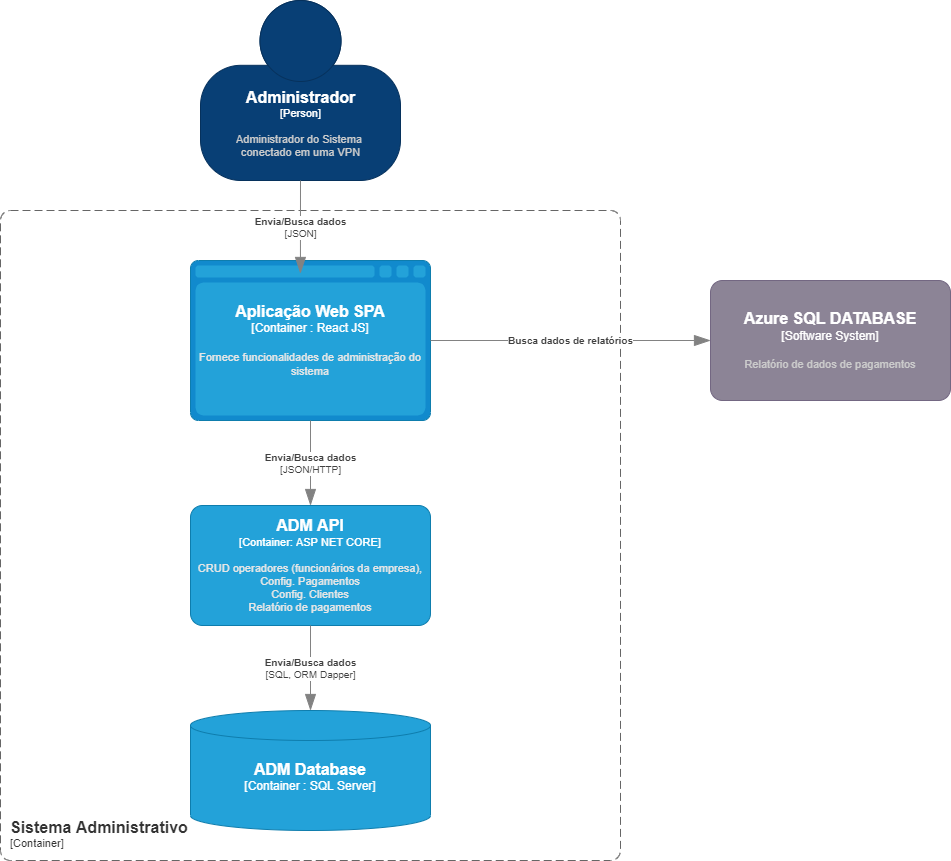 Administrador
[Person]
Administrador do Sistema
conectado em uma VPN
Envia/Busca dados
[JSON]
Aplicação Web SPA
[Container : React JS]
Fornece funcionalidades de administração do
sistema
Busca dados de relatórios
Azure SQL DATABASE
[Software System]
Relatório de dados de pagamentos
Envia/Busca dados
[JSON/HTTP]
ADM API
[Container: ASP NET CORE]
CRUD operadores (funcionários da empresa),
Config. Pagamentos
Config. Clientes
Relatório de pagamentos
Envia/Busca dados
[SQL, ORM Dapper]
ADM Database
[Container : SQL Server]
Sistema Administrativo
[Container]